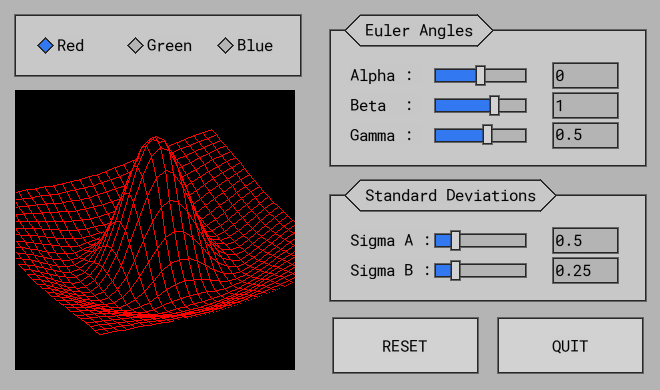 Red Green Blue
Euler Angles
Alpha : 0
Beta : 1
Gamma : 0.5
Standard Deviations
Sigma A : 0.5
Sigma B : 0.25
RESET QUIT